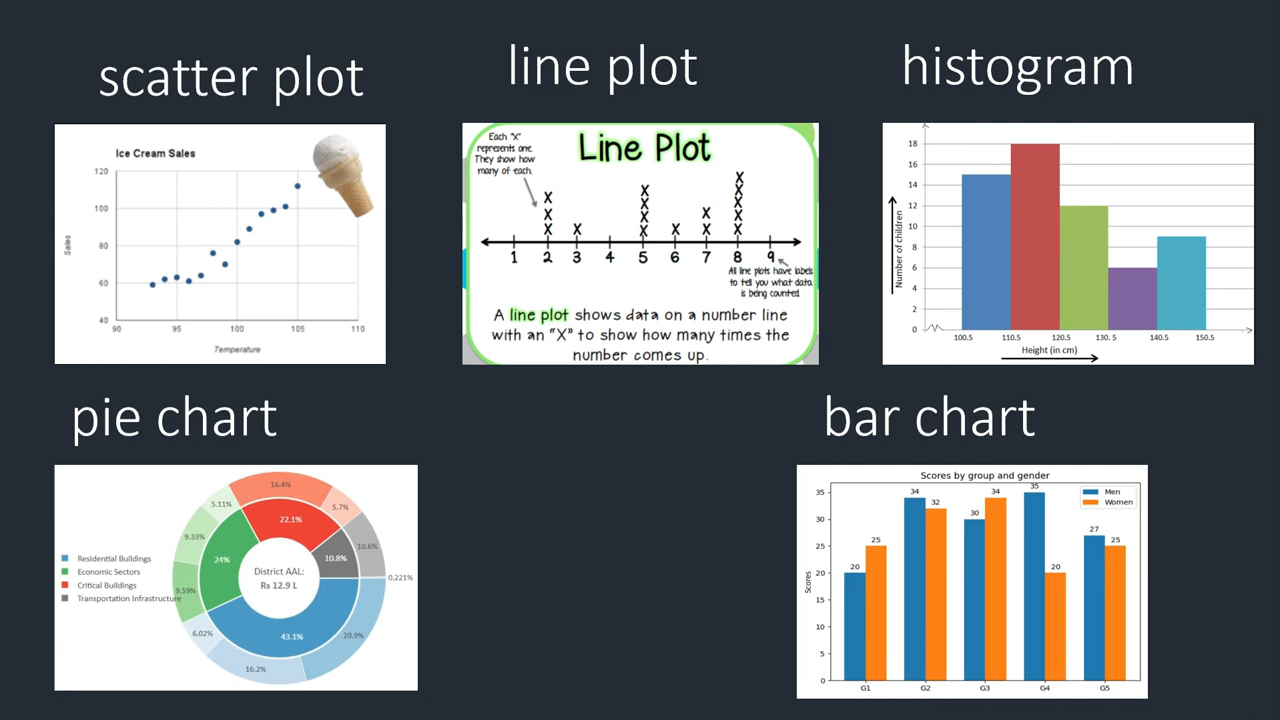 scatter plot
line plot
histogram
Ice Cream Sales
120
100
80
60
40
Sales
90 95 100 105 110
Temperature
Each "X"
represents one.
They show how
many of each.
Line Plot
X
X X
X X X
X X X X
X X X X X X
1 2 3 4 5 6 7 8 9
All line plots have labels
to tell you what data
is being counted.
A line plot shows data on a number line
with an "X" to show how many times the
number comes up.
18
16
14
12
10
8
6
4
2
0
Number of children
100.5 110.5 120.5 130. 5 140.5 150.5
Height (in cm)
pie chart
bar chart
Residential Buildings
Economic Sectors
Critical Buildings
Transportation Infrastructure
16.4%
5.11%
5.7%
22.1%
9.33%
10.6%
24%
10.8%
District AAL:
Rs 12.9 L
0.221%
9.59%
6.02%
43.1%
20.9%
16.2%
Scores by group and gender
Men
Women
35
30
25
20
15
10
5
0
Scores
20 25 34 32 30 34 35 20 27 25
G1 G2 G3 G4 G5